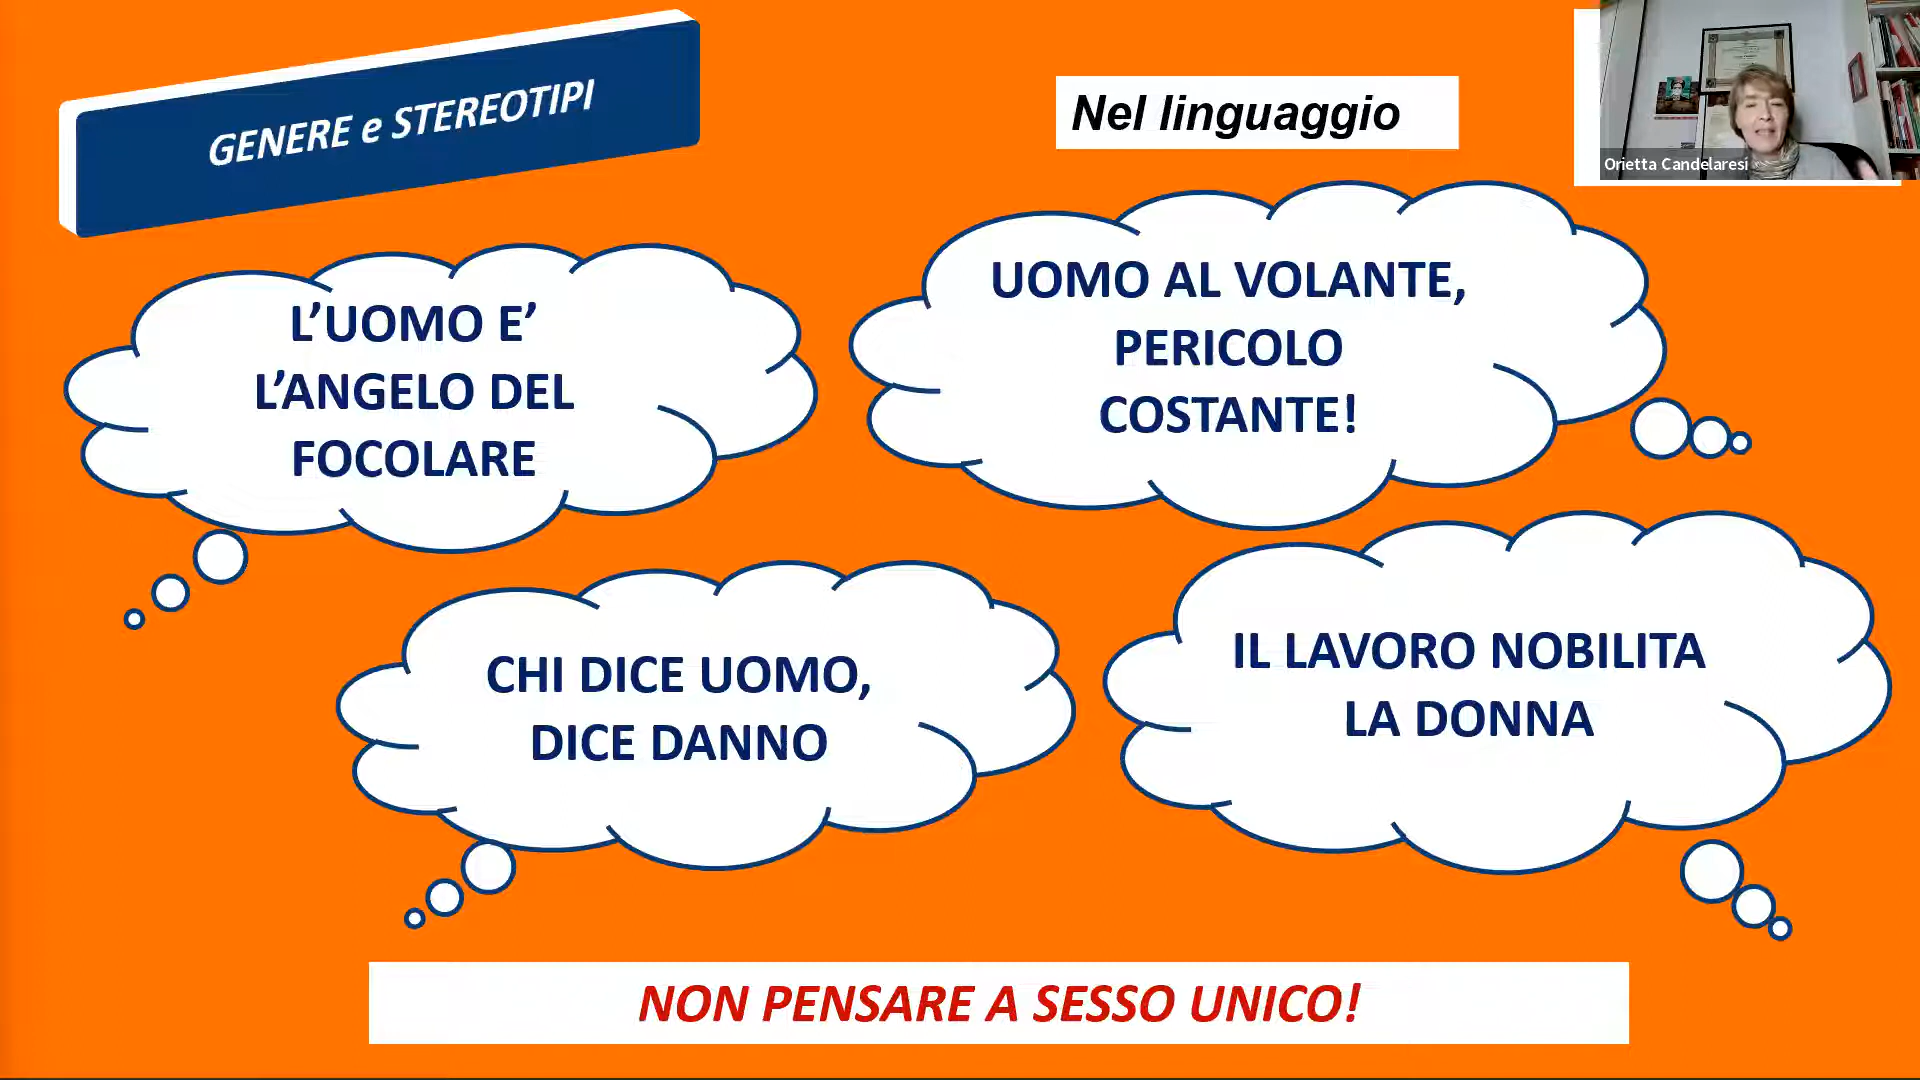 GENERE e STEREOTIPI
Nel linguaggio
Orietta Candelaresi
L’UOMO E’
L’ANGELO DEL
FOCOLARE
UOMO AL VOLANTE,
PERICOLO
COSTANTE!
CHI DICE UOMO,
DICE DANNO
IL LAVORO NOBILITA
LA DONNA
NON PENSARE A SESSO UNICO!